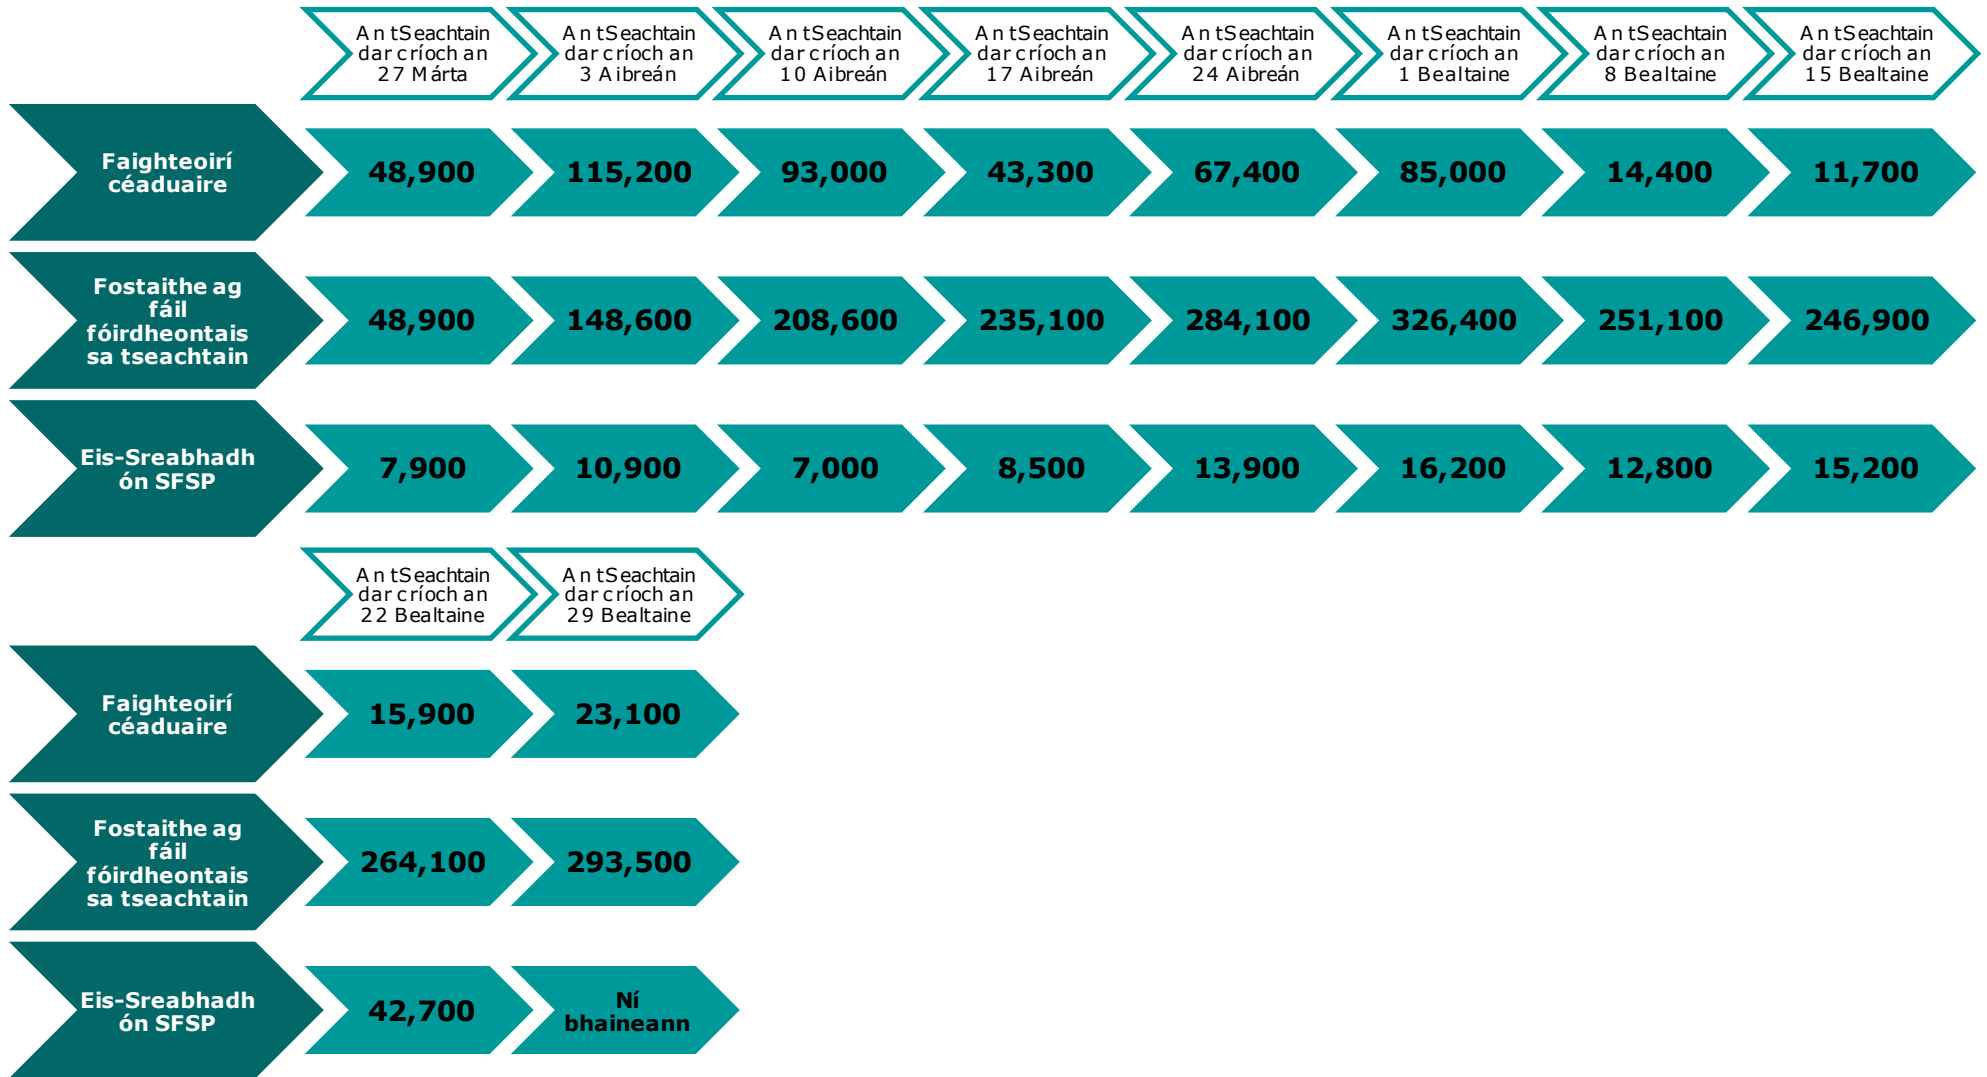 An tSeachtain
dar críoch an
27 Márta
An tSeachtain
dar críoch an
3 Aibreán
An tSeachtain
dar críoch an
10 Aibreán
An tSeachtain
dar críoch an
17 Aibreán
An tSeachtain
dar críoch an
24 Aibreán
An tSeachtain
dar críoch an
1 Bealtaine
An tSeachtain
dar críoch an
8 Bealtaine
An tSeachtain
dar críoch an
15 Bealtaine
Faighteoirí
céaduaire
48,900
115,200
93,000
43,300
67,400
85,000
14,400
11,700
Fostaithe ag
fáil
fóirdheontais
sa tseachtain
48,900
148,600
208,600
235,100
284,100
326,400
251,100
246,900
Eis-Sreabhadh
ón SFSP
7,900
10,900
7,000
8,500
13,900
16,200
12,800
15,200
An tSeachtain
dar críoch an
22 Bealtaine
An tSeachtain
dar críoch an
29 Bealtaine
Faighteoirí
céaduaire
15,900
23,100
Fostaithe ag
fáil
fóirdheontais
sa tseachtain
264,100
293,500
Eis-Sreabhadh
ón SFSP
42,700
Ní
bhaineann